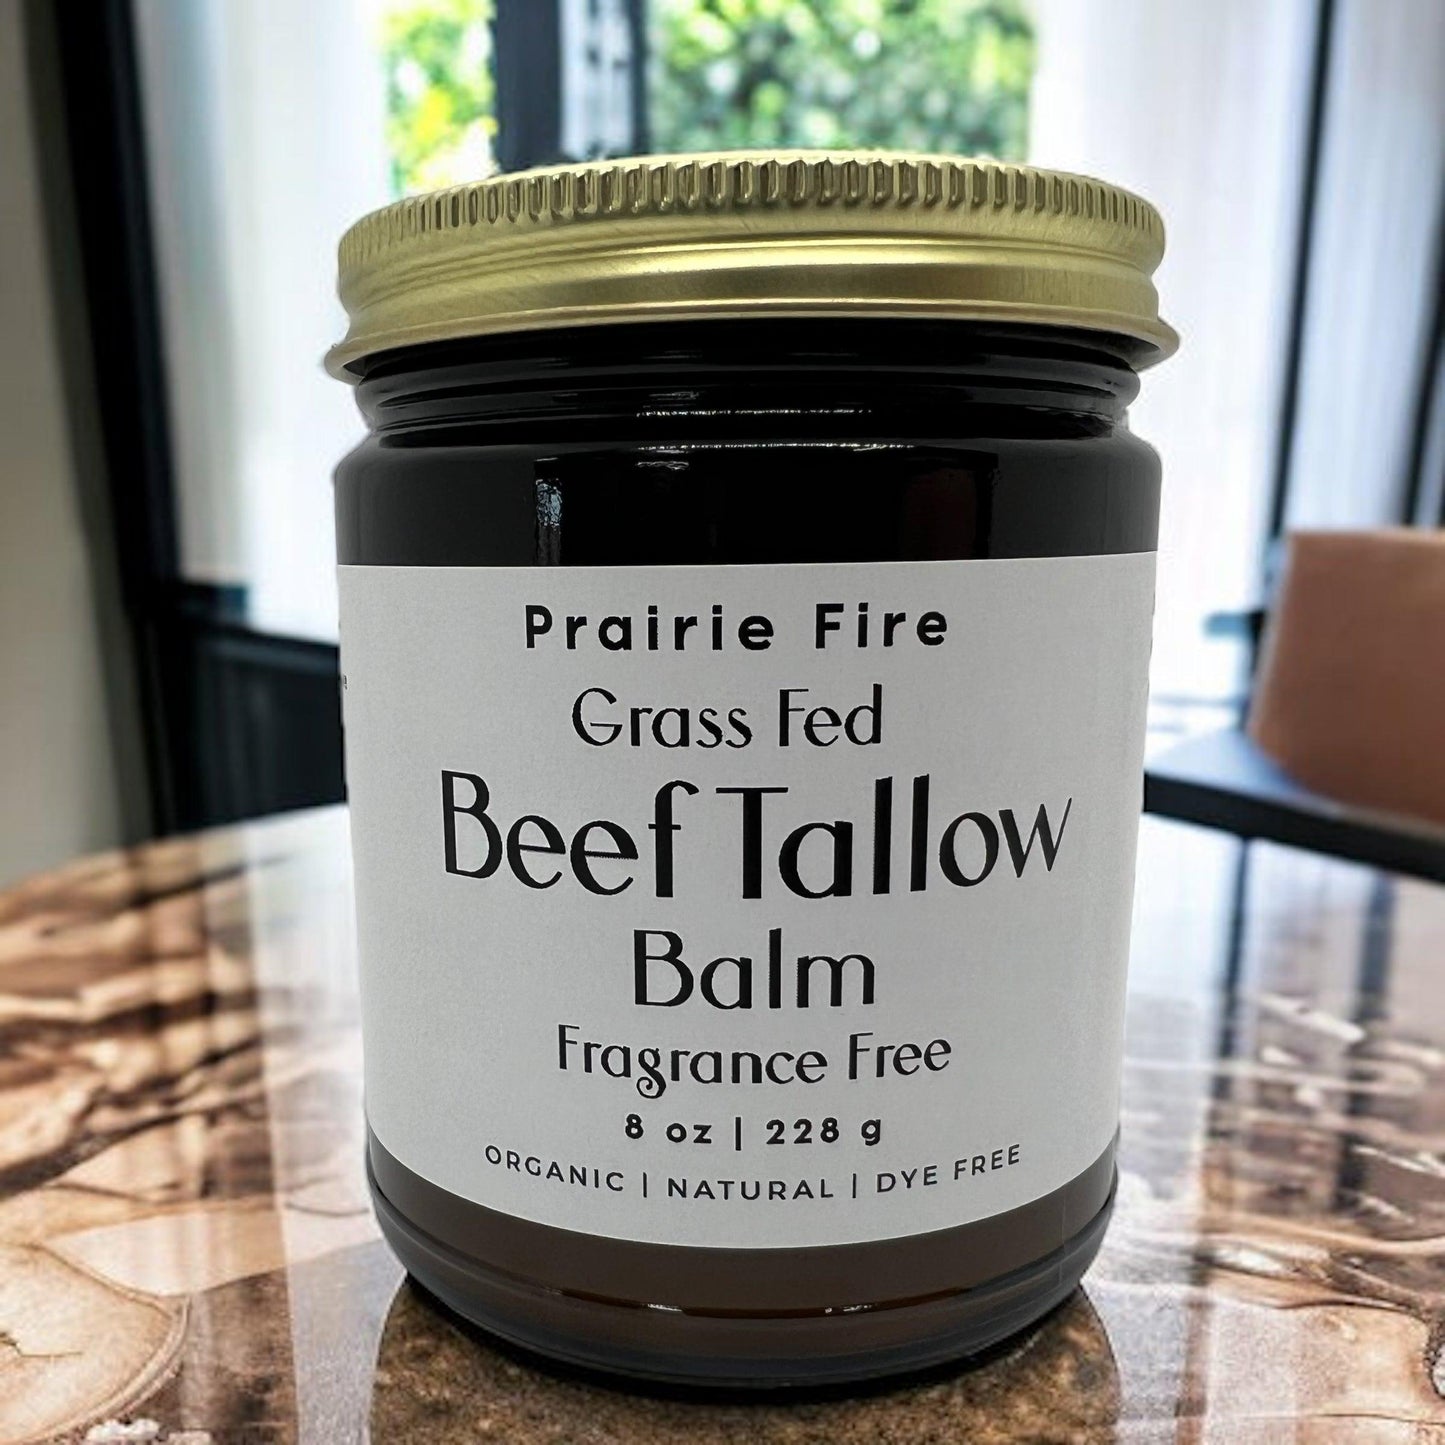 Prairie Fire
Grass Fed
Beef Tallow
Balm
Fragrance Free
8 oz | 228 g
ORGANIC | NATURAL | DYE FREE